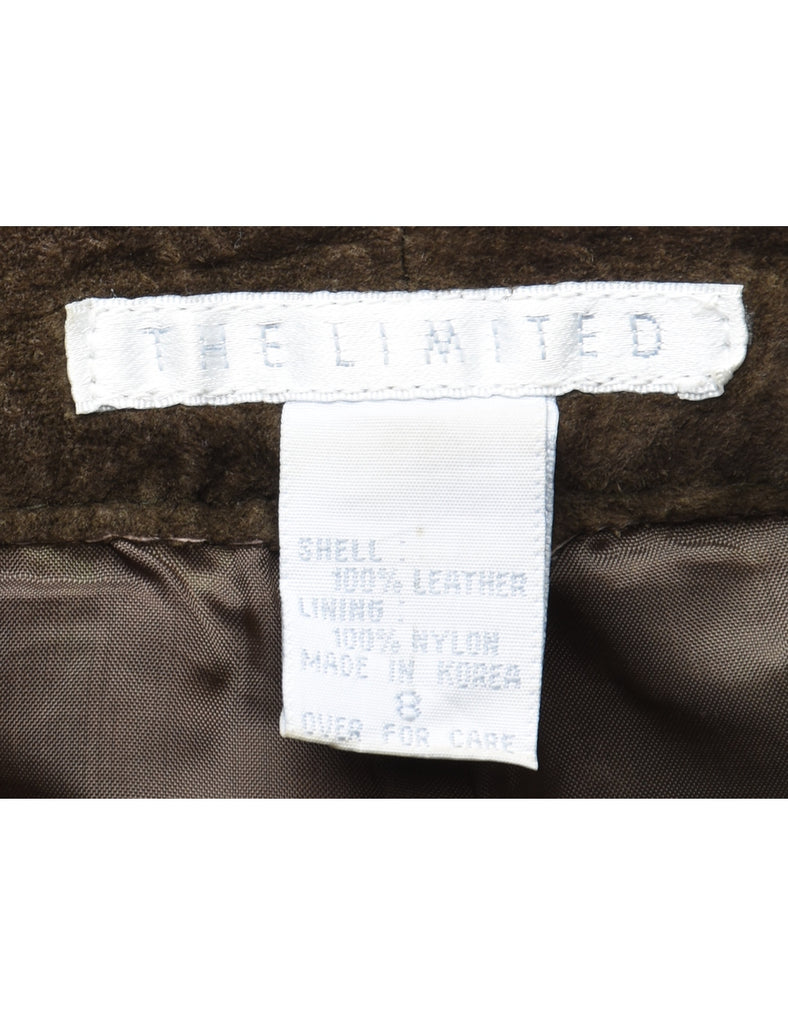 THE LIMITED
SHELL :
100% LEATHER
LINING :
100% NYLON
MADE IN KOREA
8
OVER FOR CARE